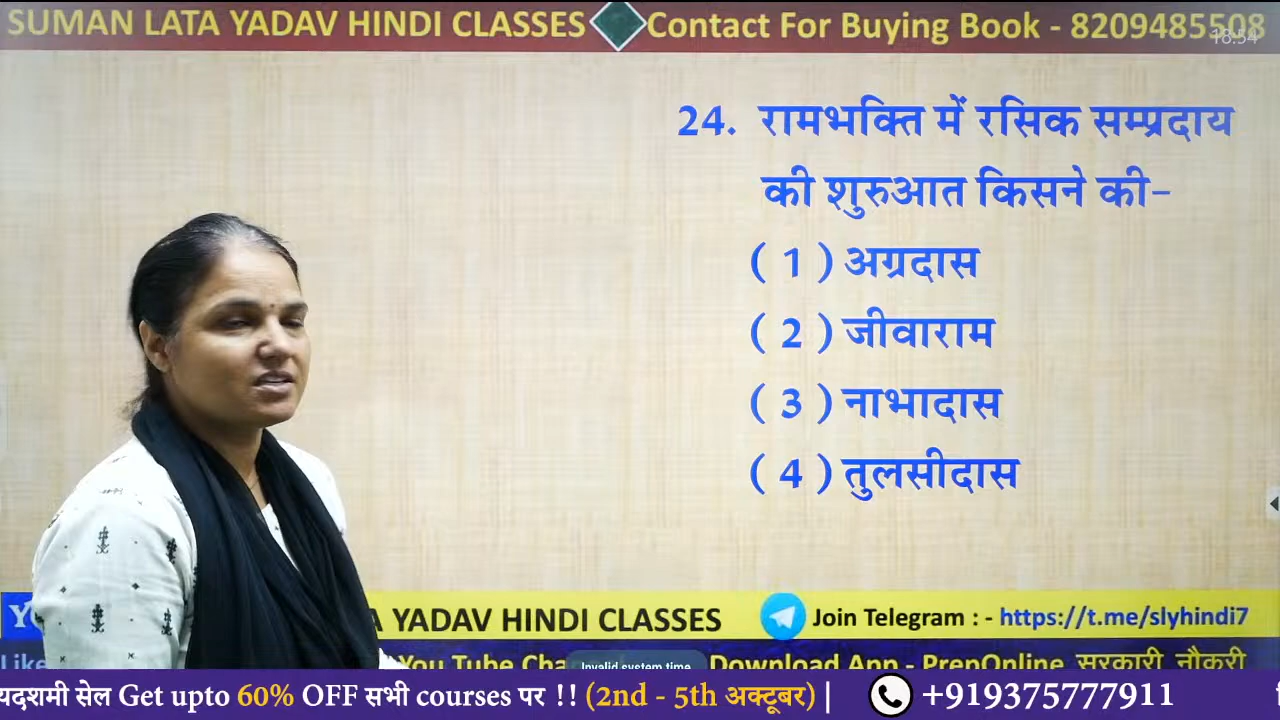 SUMAN LATA YADAV HINDI CLASSES Contact For Buying Book - 8209485508
18:54
24. रामभक्ति में रसिक सम्प्रदाय
की शुरुआत किसने की-
( 1 ) अग्रदास
( 2 ) जीवाराम
( 3 ) नाभादास
( 4 ) तुलसीदास
YADAV HINDI CLASSES Join Telegram : - https://t.me/slyhindi7
Like You Tube Download App - PrepOnline सरकारी नौकरी
Invalid system time
सेल Get upto 60% OFF सभी courses पर !! (2nd - 5th अक्टूबर) | +919375777911